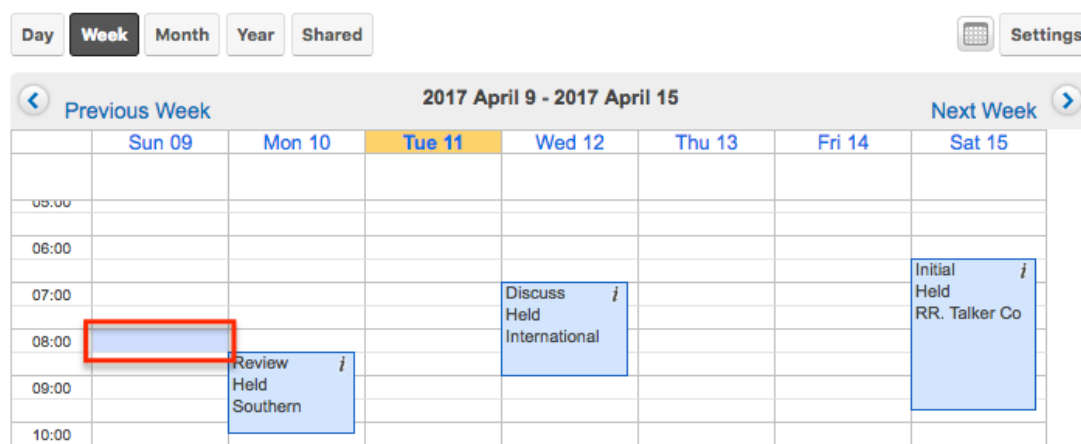 Day Week Month Year Shared Settings
Previous Week 2017 April 9 - 2017 April 15 Next Week
Sun 09 Mon 10 Tue 11 Wed 12 Thu 13 Fri 14 Sat 15
05:00
06:00
Initial i
07:00 Discuss i Held
Held RR. Talker Co
08:00 International
Review i
09:00 Held
Southern
10:00